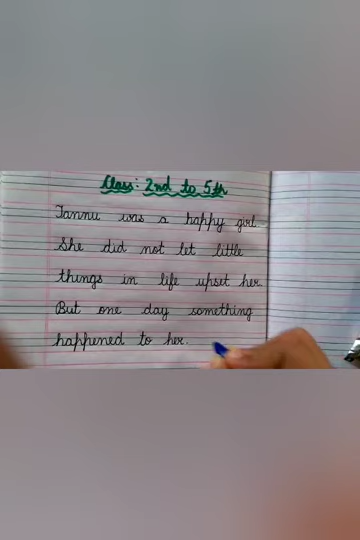 Class: 2nd to 5th
Tannu was a happy girl.
She did not let little
things in life upset her.
But one day something
happened to her.